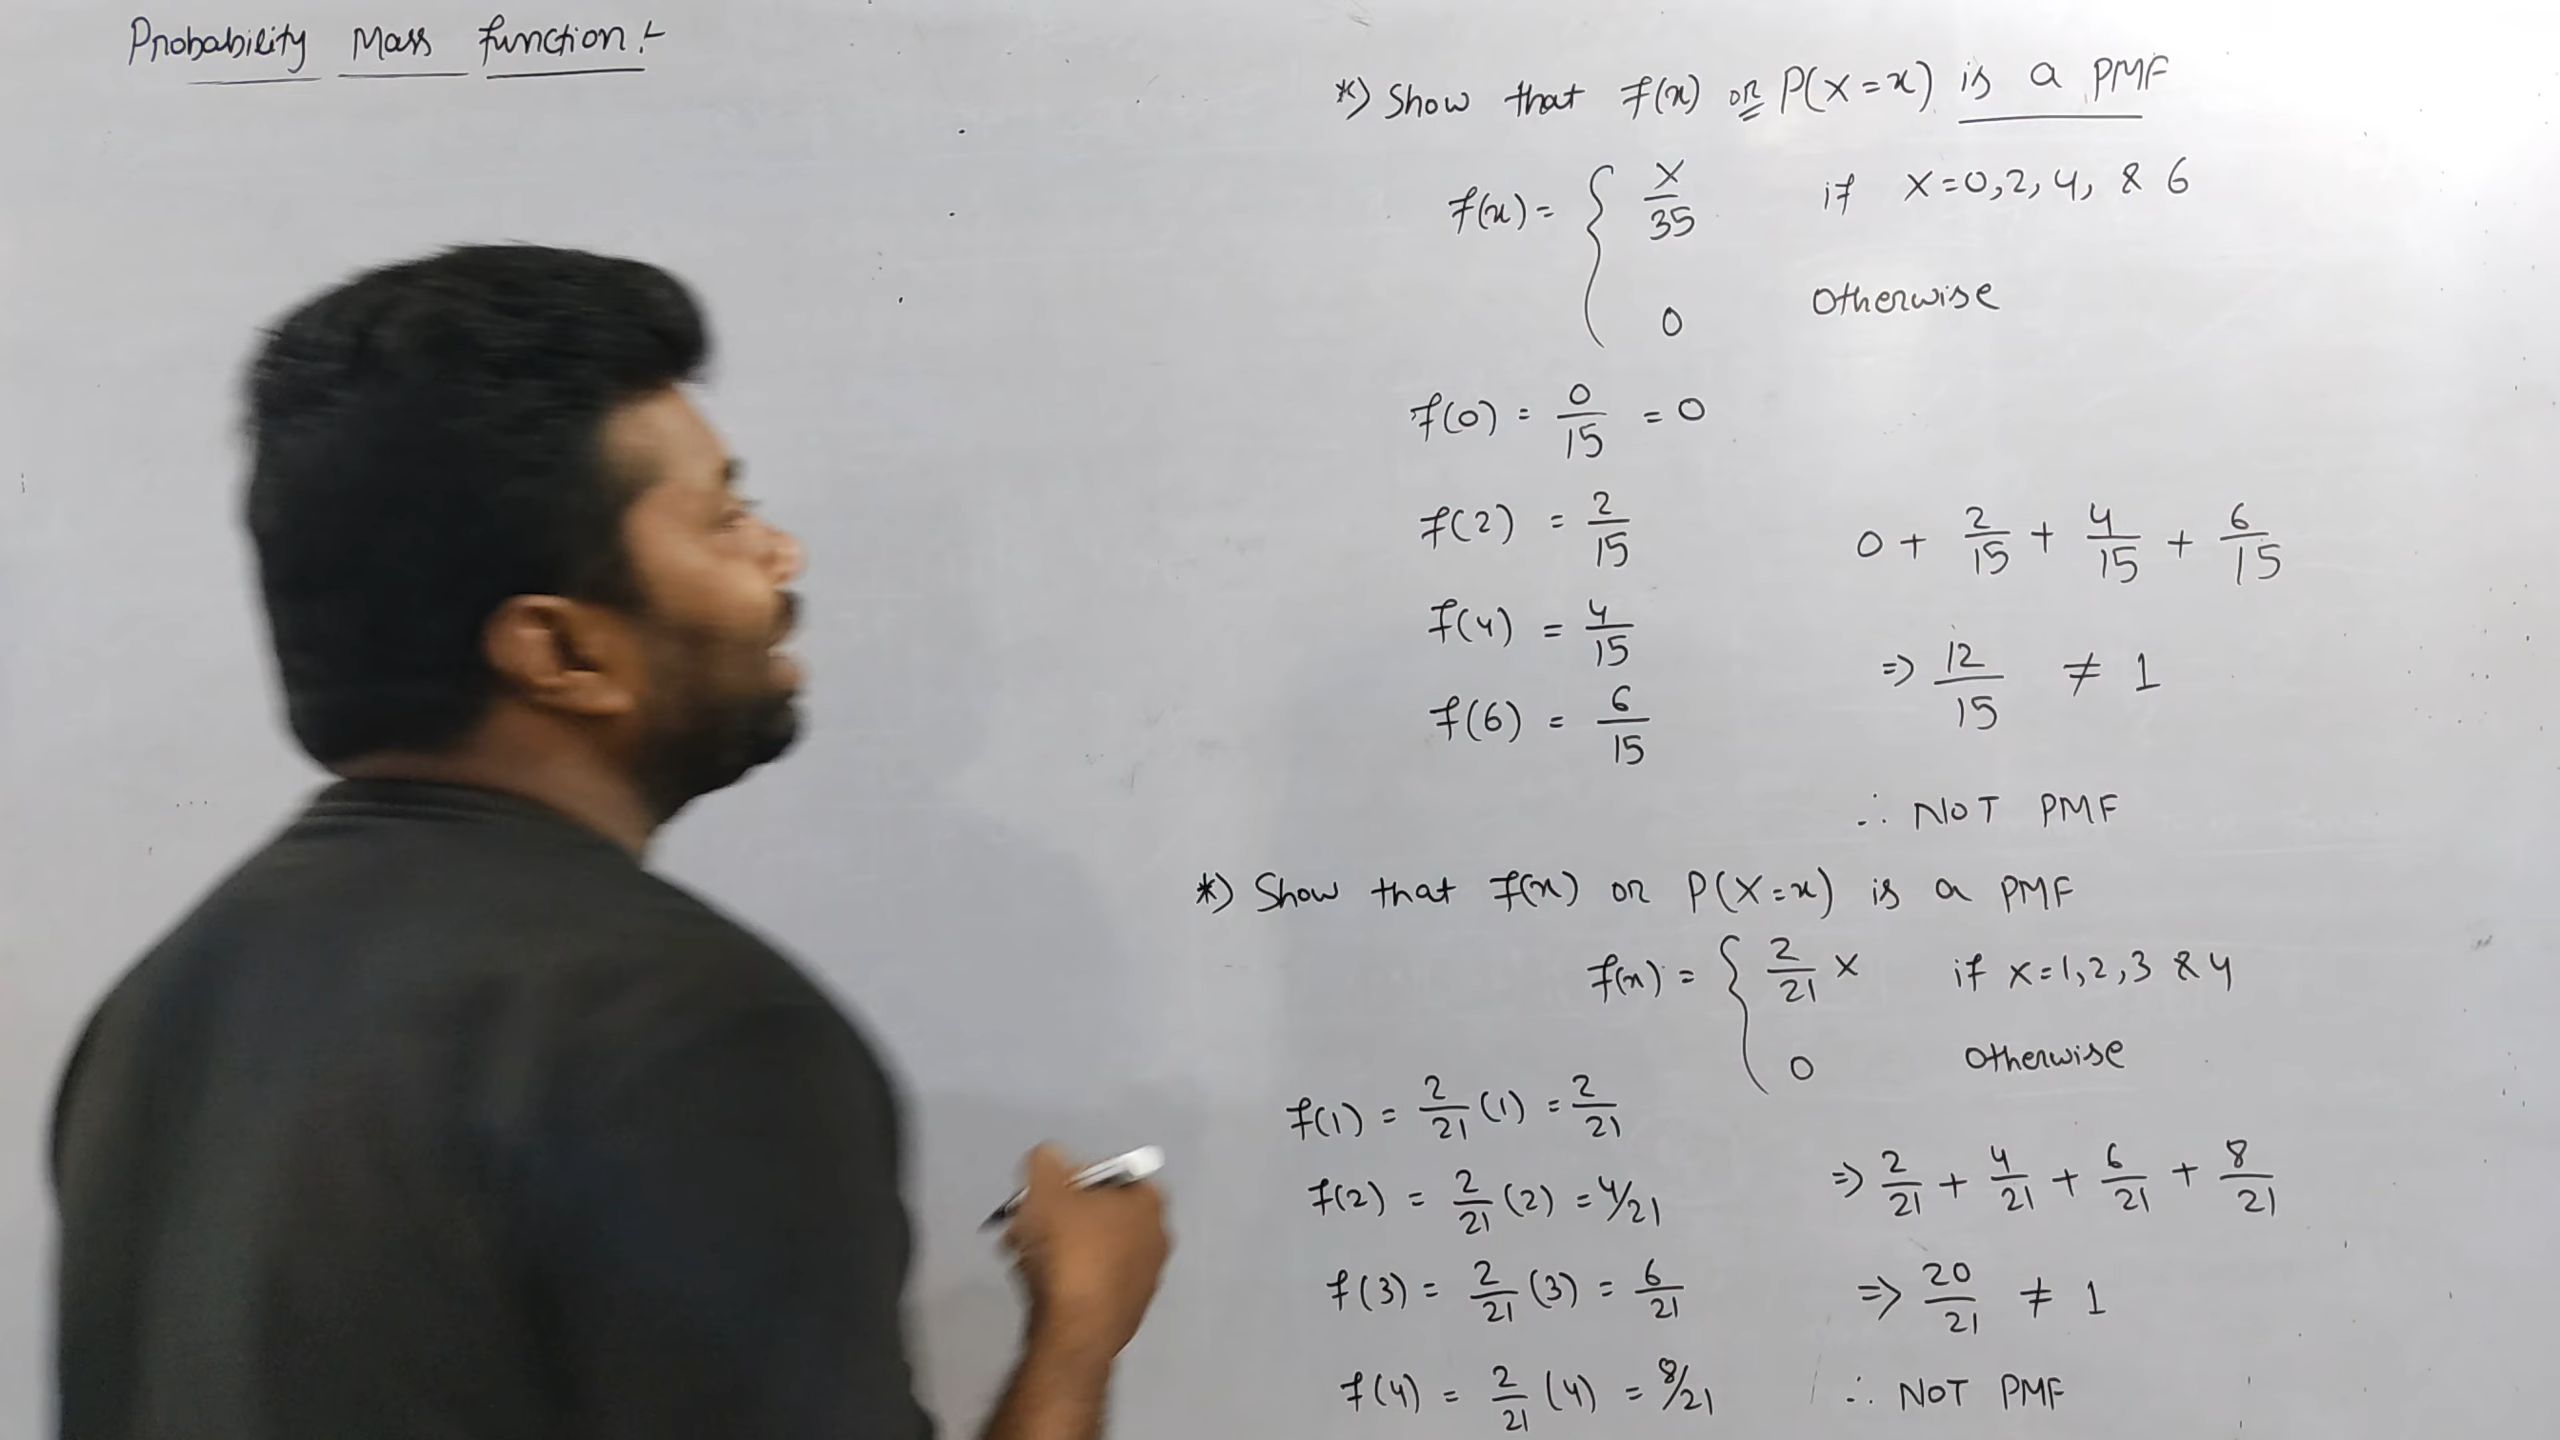 Probability Mass function :-
*) Show that f(x) or P(X=x) is a PMF
f(x) = { x/35 if x=0,2,4, & 6
0 Otherwise
f(0) = 0/15 = 0
f(2) = 2/15
f(4) = 4/15
f(6) = 6/15
0 + 2/15 + 4/15 + 6/15
=> 12/15 ≠ 1
∴ NOT PMF
*) Show that f(x) or P(X=x) is a PMF
f(x) = { 2/21 x if x=1,2,3 & 4
0 Otherwise
f(1) = 2/21 (1) = 2/21
f(2) = 2/21 (2) = 4/21
f(3) = 2/21 (3) = 6/21
f(4) = 2/21 (4) = 8/21
=> 2/21 + 4/21 + 6/21 + 8/21
=> 20/21 ≠ 1
∴ NOT PMF